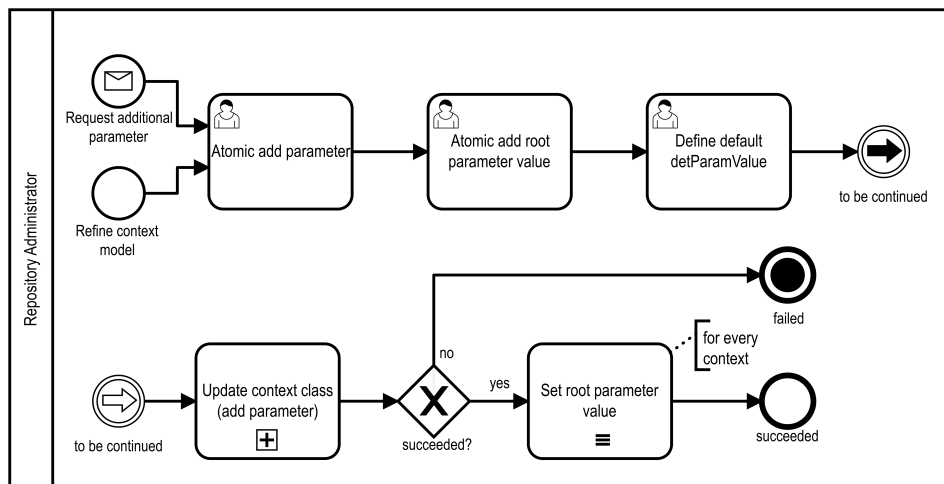 Repository Administrator
Request additional
parameter
Refine context
model
Atomic add parameter
Atomic add root
parameter value
Define default
detParamValue
to be continued
to be continued
Update context class
(add parameter)
succeeded?
no
yes
Set root parameter
value
for every
context
failed
succeeded